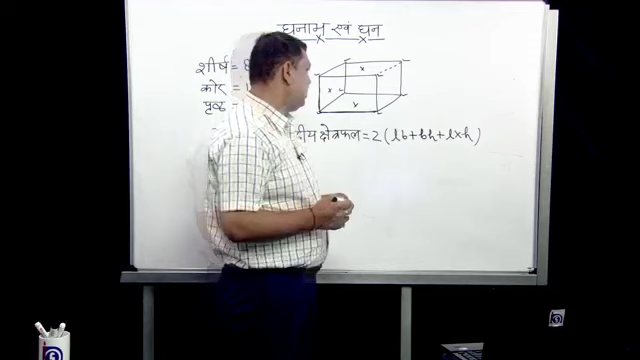 घनाभ एवं घन
शीर्ष = 8
कोर =
पृष्ठ =
क्षेत्रफल = 2 ( lb + bh + l×h )